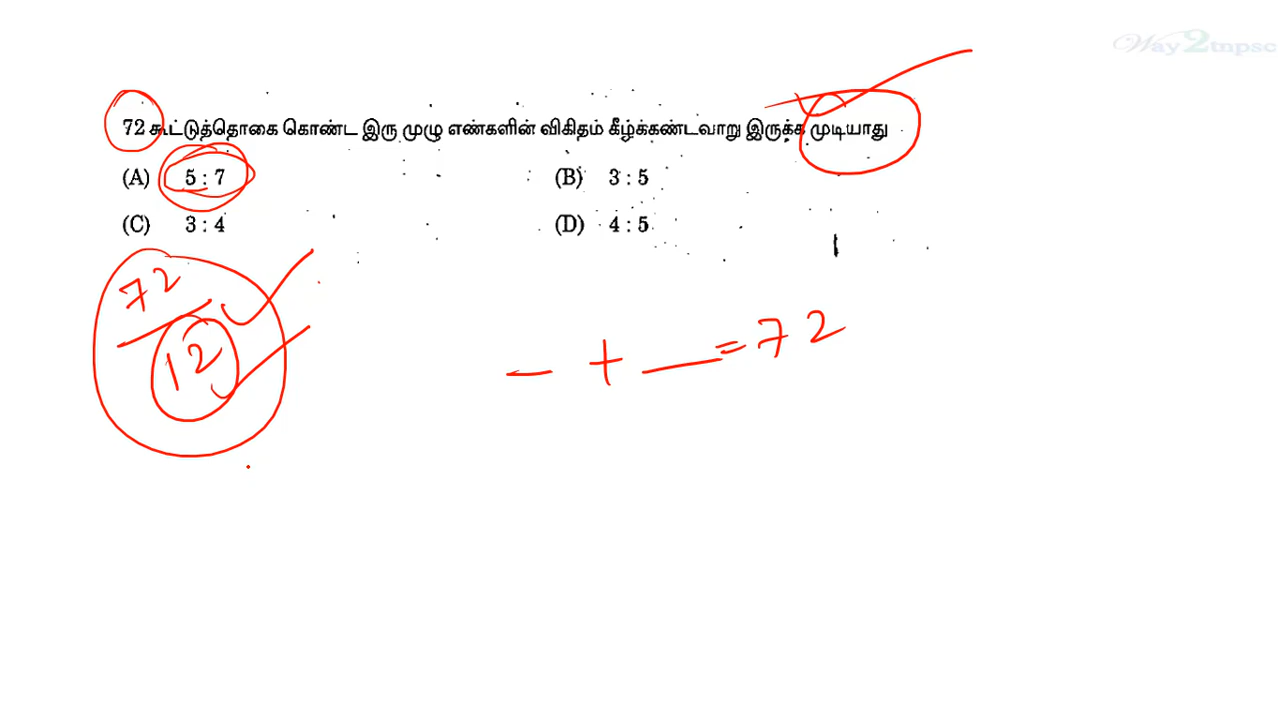 Way2tnpsc
72 கூட்டுத்தொகை கொண்ட இரு முழு எண்களின் விகிதம் கீழ்க்கண்டவாறு இருக்க முடியாது
(A) 5 : 7 (B) 3 : 5
(C) 3 : 4 (D) 4 : 5
72
12
_ + _ = 72